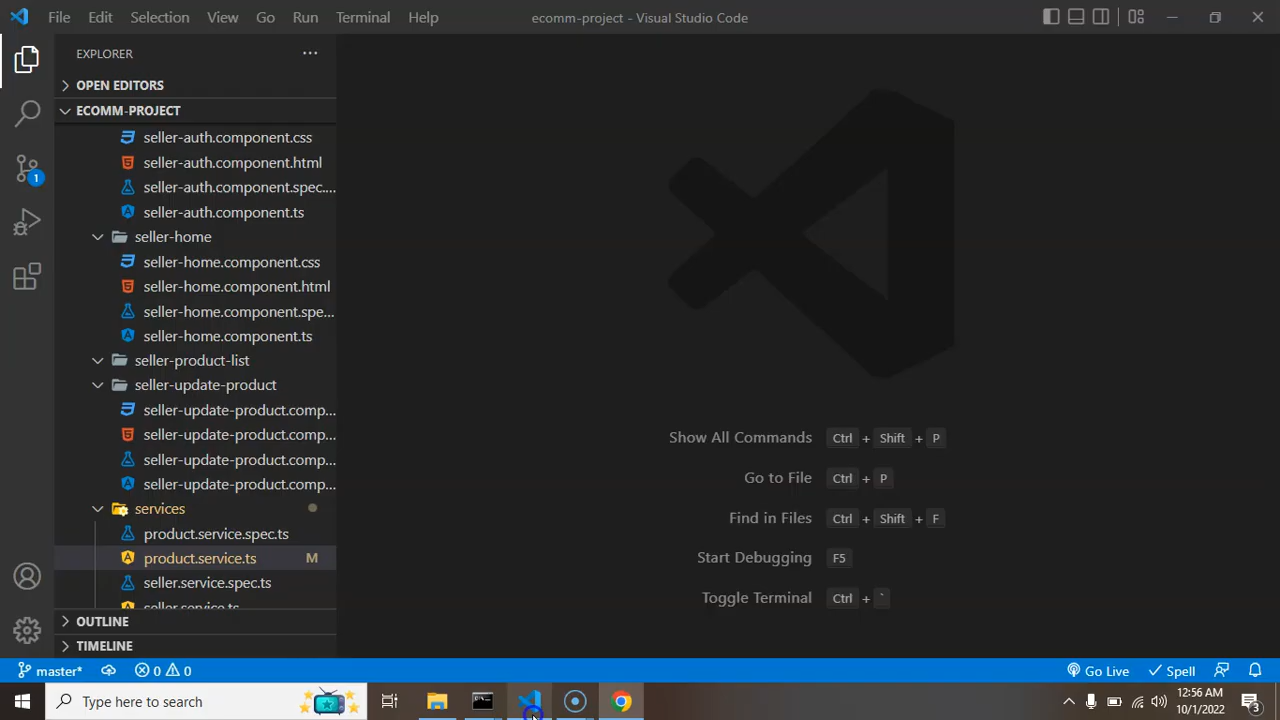 File Edit Selection View Go Run Terminal Help ecomm-project - Visual Studio Code
EXPLORER
OPEN EDITORS
ECOMM-PROJECT
seller-auth.component.css
seller-auth.component.html
seller-auth.component.spec....
seller-auth.component.ts
seller-home
seller-home.component.css
seller-home.component.html
seller-home.component.spe...
seller-home.component.ts
seller-product-list
seller-update-product
seller-update-product.comp...
seller-update-product.comp...
seller-update-product.comp...
seller-update-product.comp...
services
product.service.spec.ts
product.service.ts M
seller.service.spec.ts
seller.service.ts
OUTLINE
TIMELINE
1
Show All Commands Ctrl + Shift + P
Go to File Ctrl + P
Find in Files Ctrl + Shift + F
Start Debugging F5
Toggle Terminal Ctrl + `
master* 0 0 Go Live Spell
Type here to search
12:56 AM
10/1/2022
3